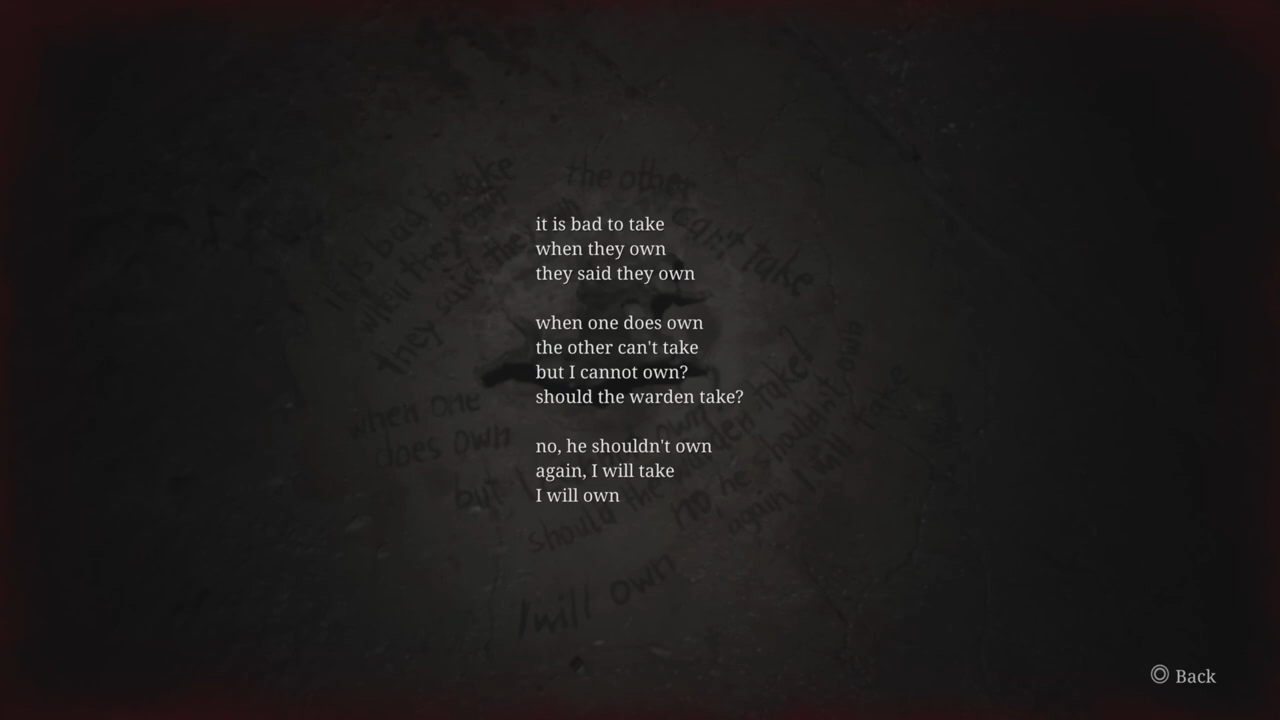 it is bad to take
when they own
they said they own

when one does own
the other can't take
but I cannot own?
should the warden take?

no, he shouldn't own
again, I will take
I will own

Back